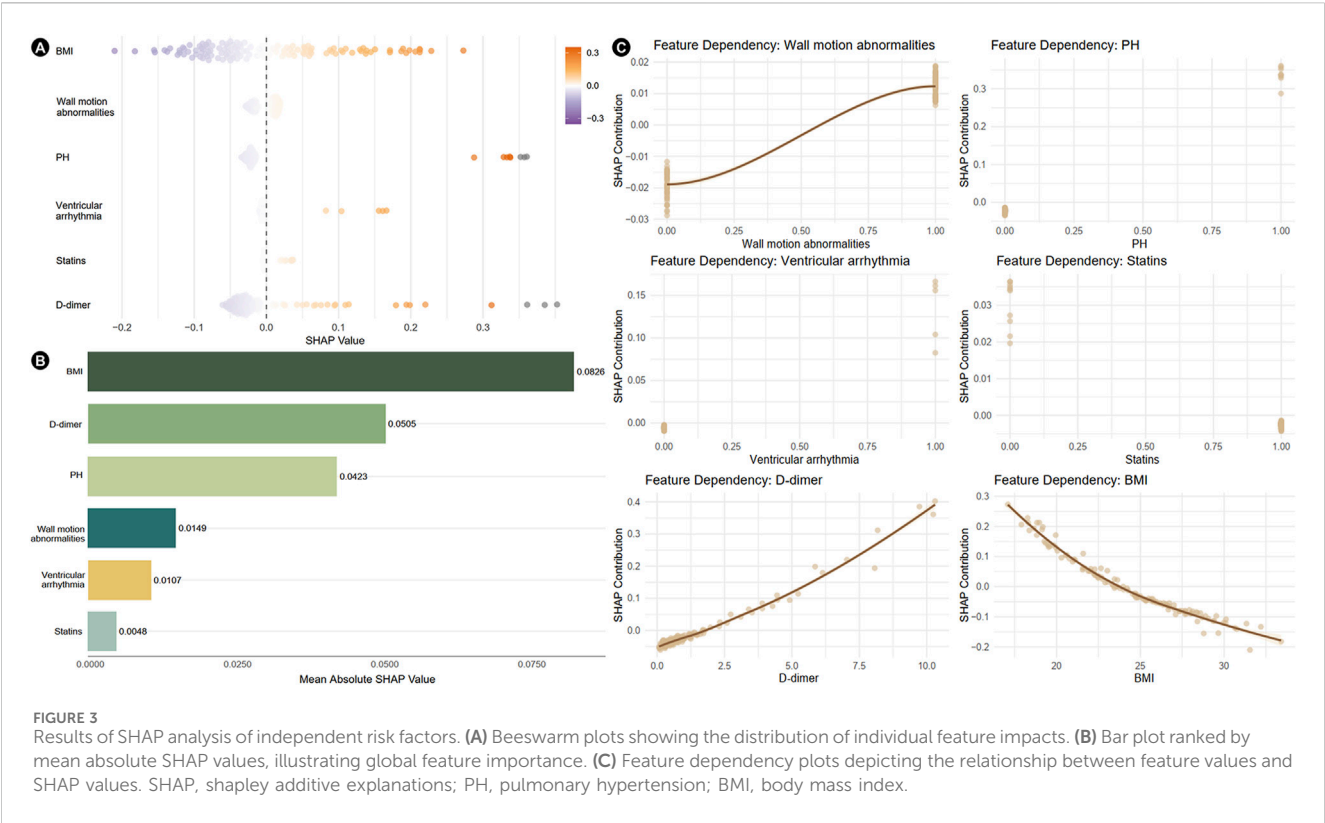 A
BMI
Wall motion
abnormalities
PH
Ventricular
arrhythmia
Statins
D-dimer
−0.2 −0.1 0.0 0.1 0.2 0.3
SHAP Value
0.3
0.0
−0.3
B
BMI 0.0826
D-dimer 0.0505
PH 0.0423
Wall motion
abnormalities
0.0149
Ventricular
arrhythmia
0.0107
Statins 0.0048
0.0000 0.0250 0.0500 0.0750
Mean Absolute SHAP Value
C
Feature Dependency: Wall motion abnormalities
SHAP Contribution
0.02
0.01
0.00
−0.01
−0.02
−0.03
0.00 0.25 0.50 0.75 1.00
Wall motion abnormalities
Feature Dependency: PH
SHAP Contribution
0.3
0.2
0.1
0.0
0.00 0.25 0.50 0.75 1.00
PH
Feature Dependency: Ventricular arrhythmia
SHAP Contribution
0.15
0.10
0.05
0.00
0.00 0.25 0.50 0.75 1.00
Ventricular arrhythmia
Feature Dependency: Statins
SHAP Contribution
0.03
0.02
0.01
0.00
0.00 0.25 0.50 0.75 1.00
Statins
Feature Dependency: D-dimer
SHAP Contribution
0.4
0.3
0.2
0.1
0.0
0.0 2.5 5.0 7.5 10.0
D-dimer
Feature Dependency: BMI
SHAP Contribution
0.3
0.2
0.1
0.0
−0.1
−0.2
20 25 30
BMI
FIGURE 3
Results of SHAP analysis of independent risk factors. (A) Beeswarm plots showing the distribution of individual feature impacts. (B) Bar plot ranked by
mean absolute SHAP values, illustrating global feature importance. (C) Feature dependency plots depicting the relationship between feature values and
SHAP values. SHAP, shapley additive explanations; PH, pulmonary hypertension; BMI, body mass index.